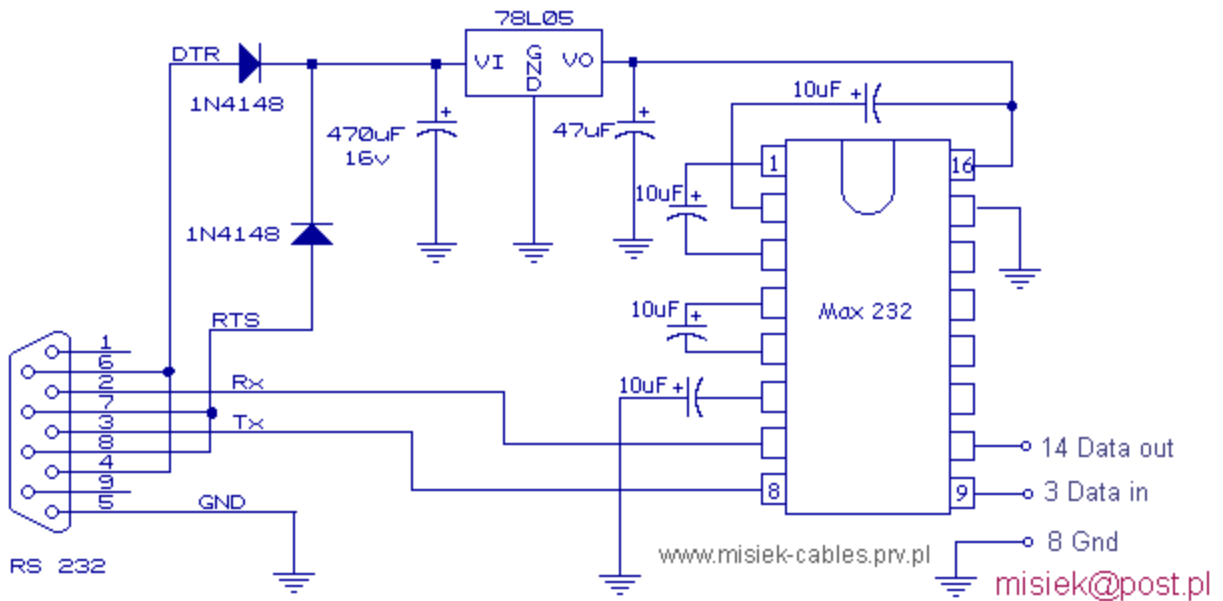 78L05
DTR
VI
GND
VO
1N4148
470uF
16v
+
47uF
+
10uF +
1
16
10uF
+
1N4148
10uF
+
Max 232
RTS
1
6
2
Rx
7
3
Tx
8
4
9
5
GND
10uF +
8
9
14 Data out
3 Data in
8 Gnd
RS 232
www.misiek-cables.prv.pl
misiek@post.pl